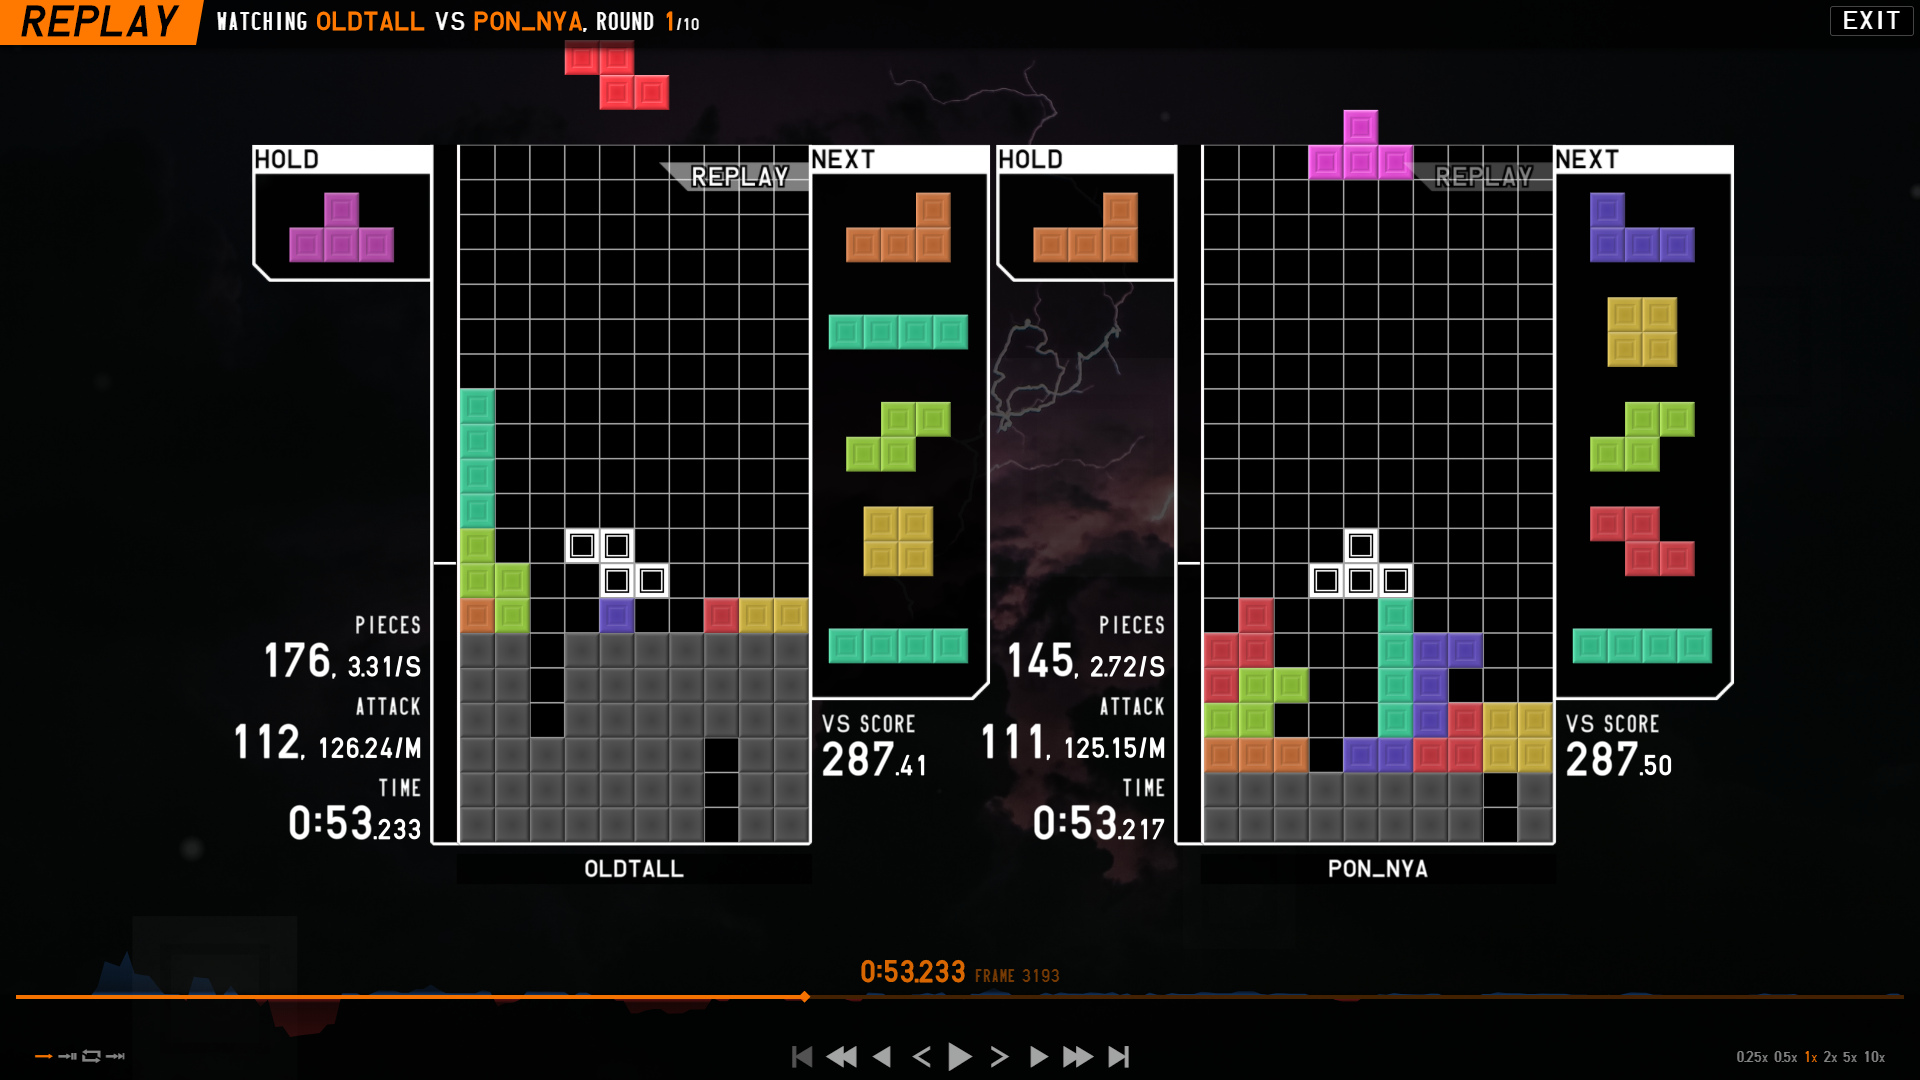 REPLAY
WATCHING OLDTALL VS PON_NYA, ROUND 1/10
EXIT
HOLD
REPLAY
NEXT
HOLD
REPLAY
NEXT
PIECES
176, 3.31/S
ATTACK
112, 126.24/M
TIME
0:53.233
VS SCORE
287.41
PIECES
145, 2.72/S
ATTACK
111, 125.15/M
TIME
0:53.217
VS SCORE
287.50
OLDTALL
PON_NYA
0:53.233 FRAME 3193
0.25x 0.5x 1x 2x 5x 10x